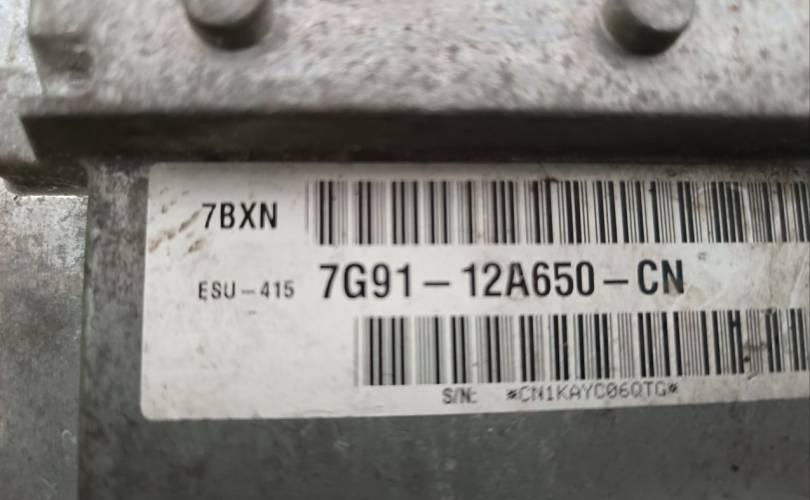 7BXN
ESU-415 7G91-12A650-CN
S/N: *CN1KAYC06QTG*